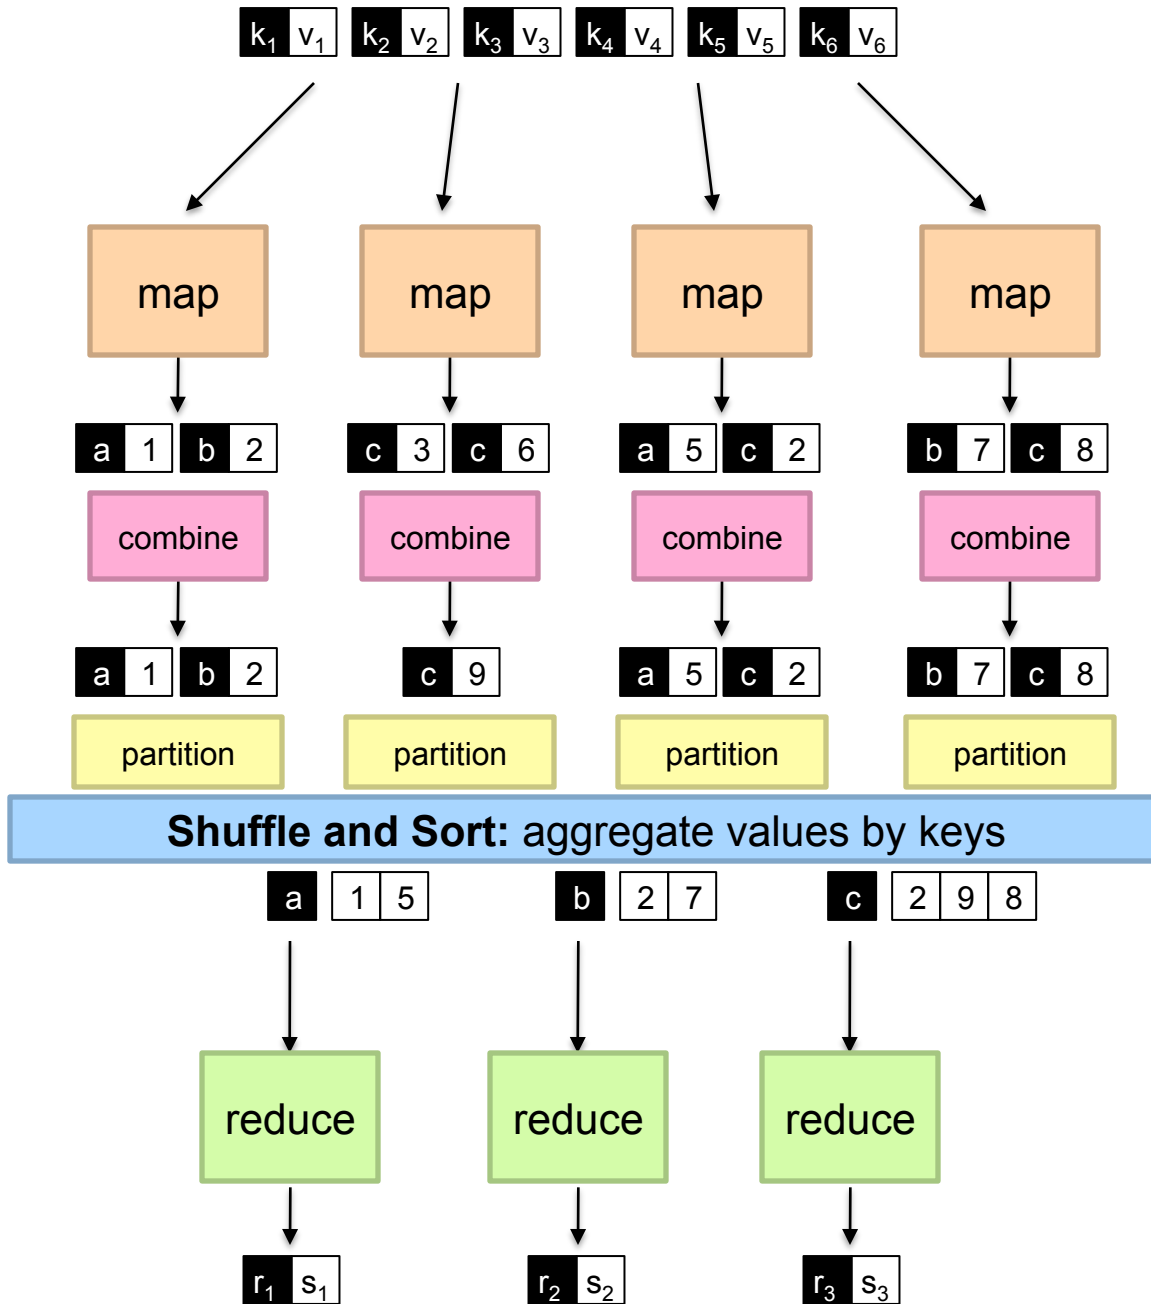 k₁ v₁ k₂ v₂ k₃ v₃ k₄ v₄ k₅ v₅ k₆ v₆
map map map map
a 1 b 2 c 3 c 6 a 5 c 2 b 7 c 8
combine combine combine combine
a 1 b 2 c 9 a 5 c 2 b 7 c 8
partition partition partition partition
Shuffle and Sort: aggregate values by keys
a 1 5 b 2 7 c 2 9 8
reduce reduce reduce
r₁ s₁ r₂ s₂ r₃ s₃